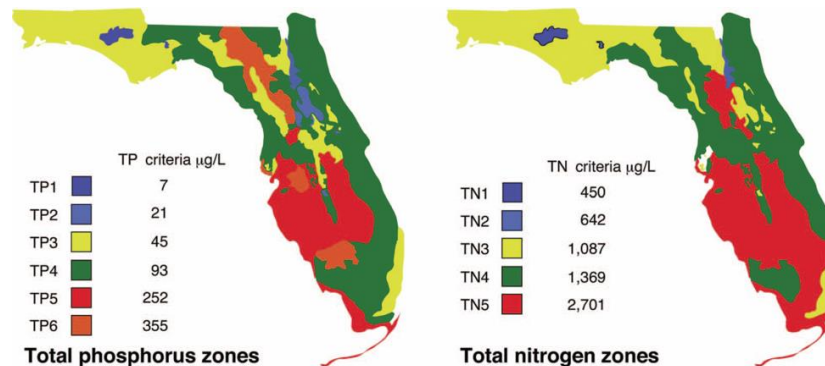 TP criteria μg/L
TP1 7
TP2 21
TP3 45
TP4 93
TP5 252
TP6 355
Total phosphorus zones
TN criteria μg/L
TN1 450
TN2 642
TN3 1,087
TN4 1,369
TN5 2,701
Total nitrogen zones